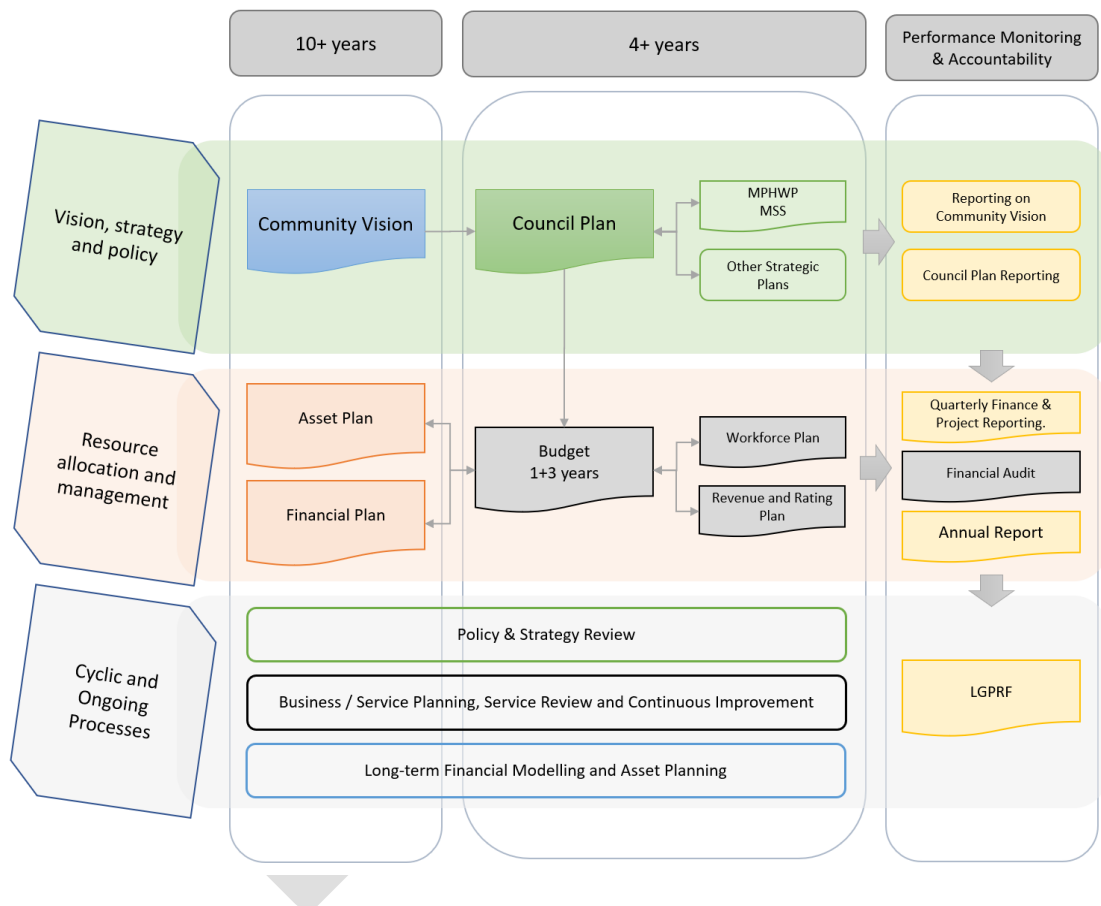 10+ years
4+ years
Performance Monitoring
& Accountability
Vision, strategy
and policy
Community Vision
Council Plan
MPHWP
MSS
Other Strategic
Plans
Reporting on
Community Vision
Council Plan Reporting
Resource
allocation and
management
Asset Plan
Financial Plan
Budget
1+3 years
Workforce Plan
Revenue and Rating
Plan
Quarterly Finance &
Project Reporting.
Financial Audit
Annual Report
Cyclic and
Ongoing
Processes
Policy & Strategy Review
Business / Service Planning, Service Review and Continuous Improvement
Long-term Financial Modelling and Asset Planning
LGPRF